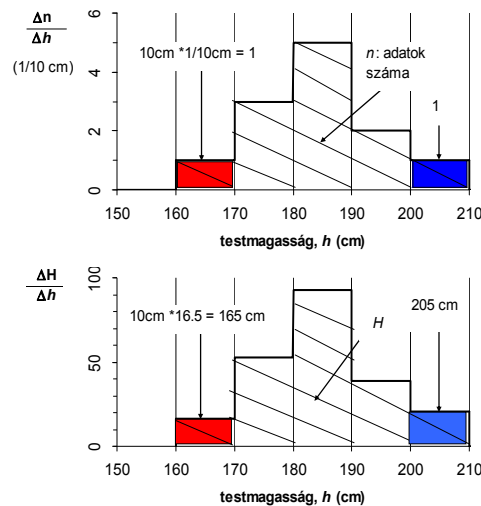 Δn
Δh
(1/10 cm)
6
4
2
0
10cm *1/10cm = 1
n: adatok
száma
1
150 160 170 180 190 200 210
testmagasság, h (cm)
ΔH
Δh
100
50
0
10cm *16.5 = 165 cm
H
205 cm
150 160 170 180 190 200 210
testmagasság, h (cm)